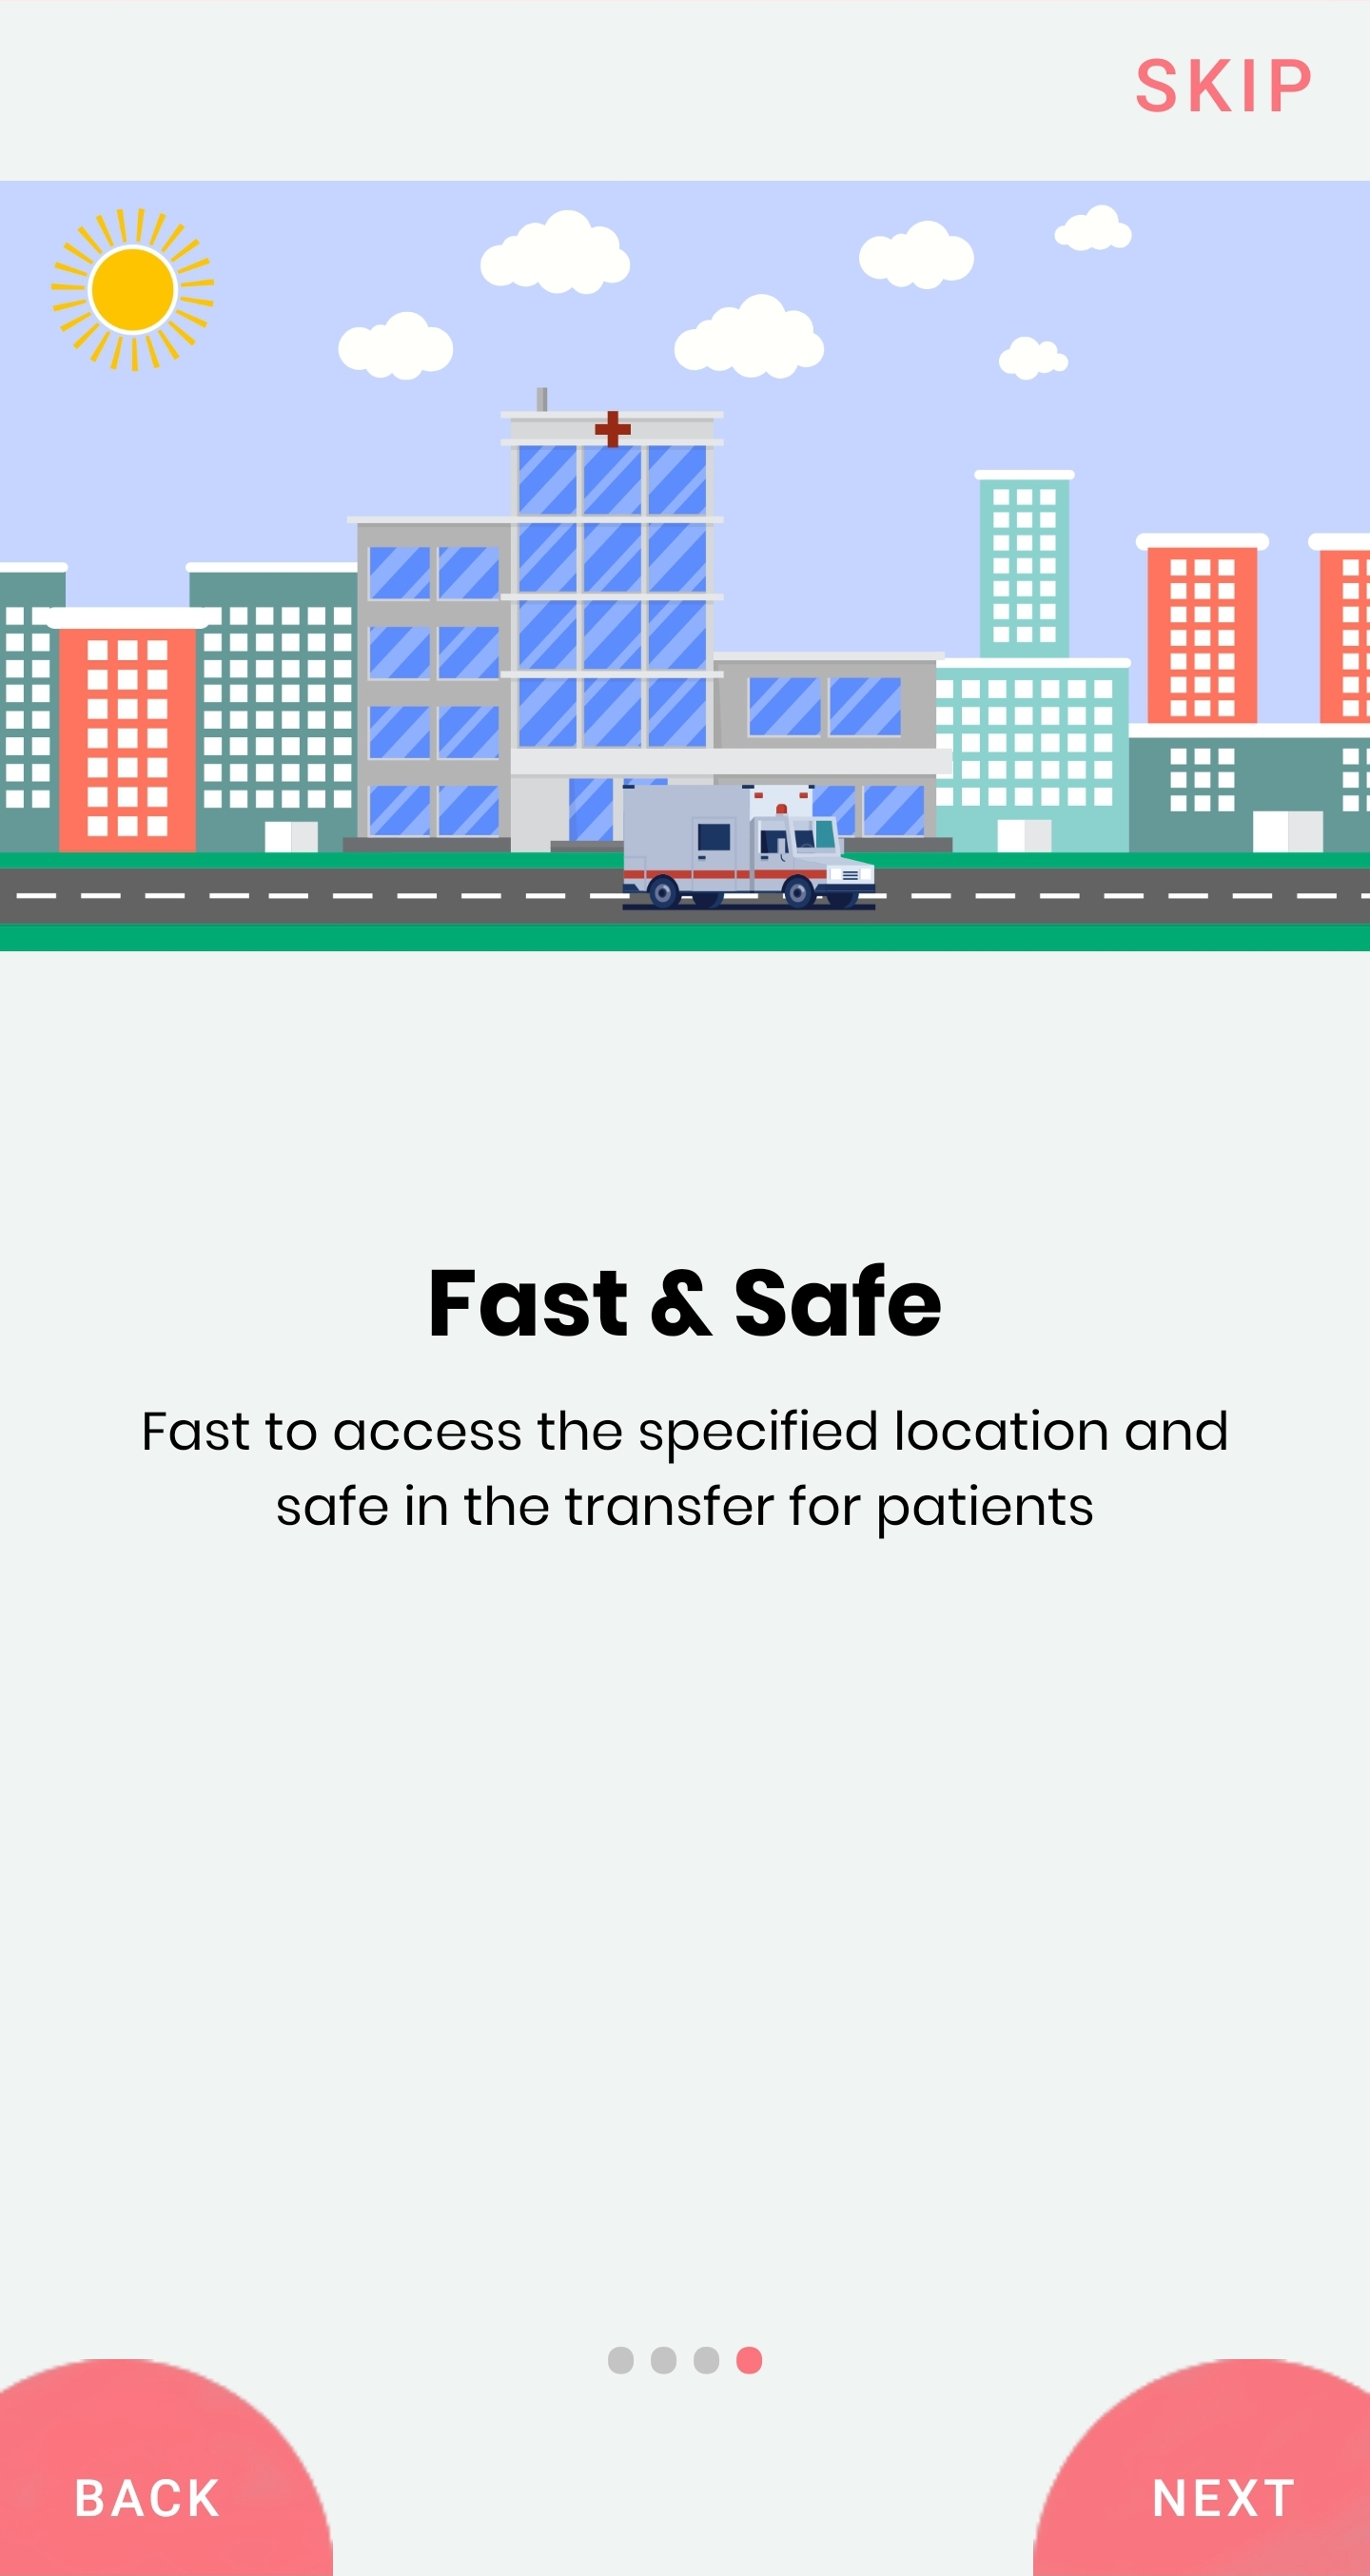 SKIP
Fast & Safe
Fast to access the specified location and
safe in the transfer for patients
BACK
NEXT